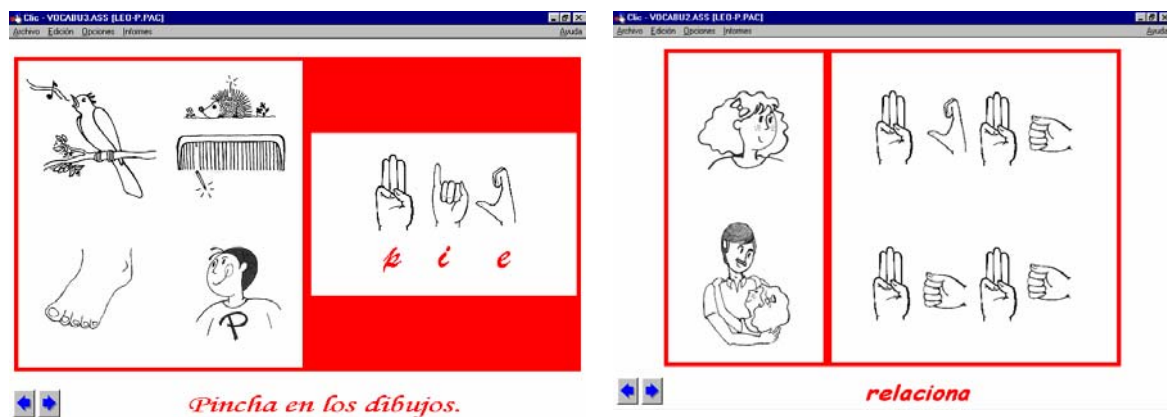 Clic - VOCABU3.ASS [LEO-P.PAC]
Archivo Edición Opciones Informes Ayuda
P
p i e
Pincha en los dibujos.
Clic - VOCABU2.ASS [LEO-P.PAC]
Archivo Edición Opciones Informes Ayuda
relaciona